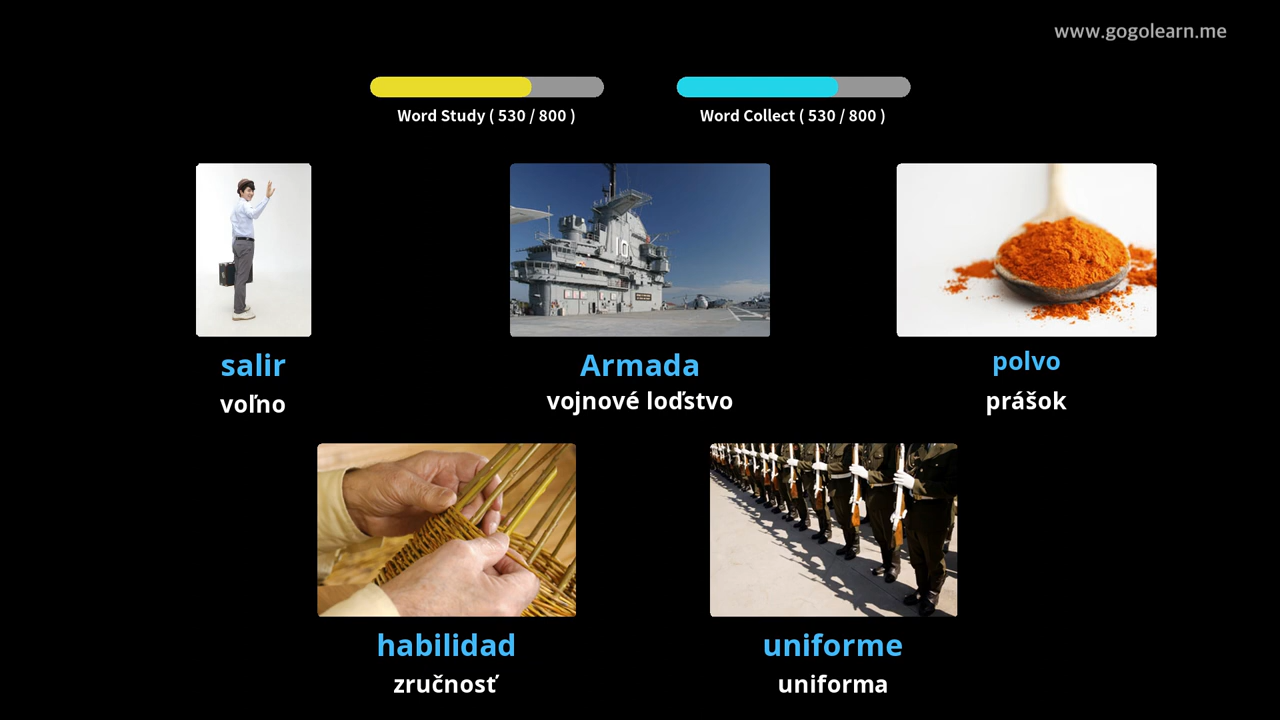 www.gogolearn.me
Word Study ( 530 / 800 )
Word Collect ( 530 / 800 )
salir
voľno
Armada
vojnové loďstvo
polvo
prášok
10
habilidad
zručnosť
uniforme
uniforma